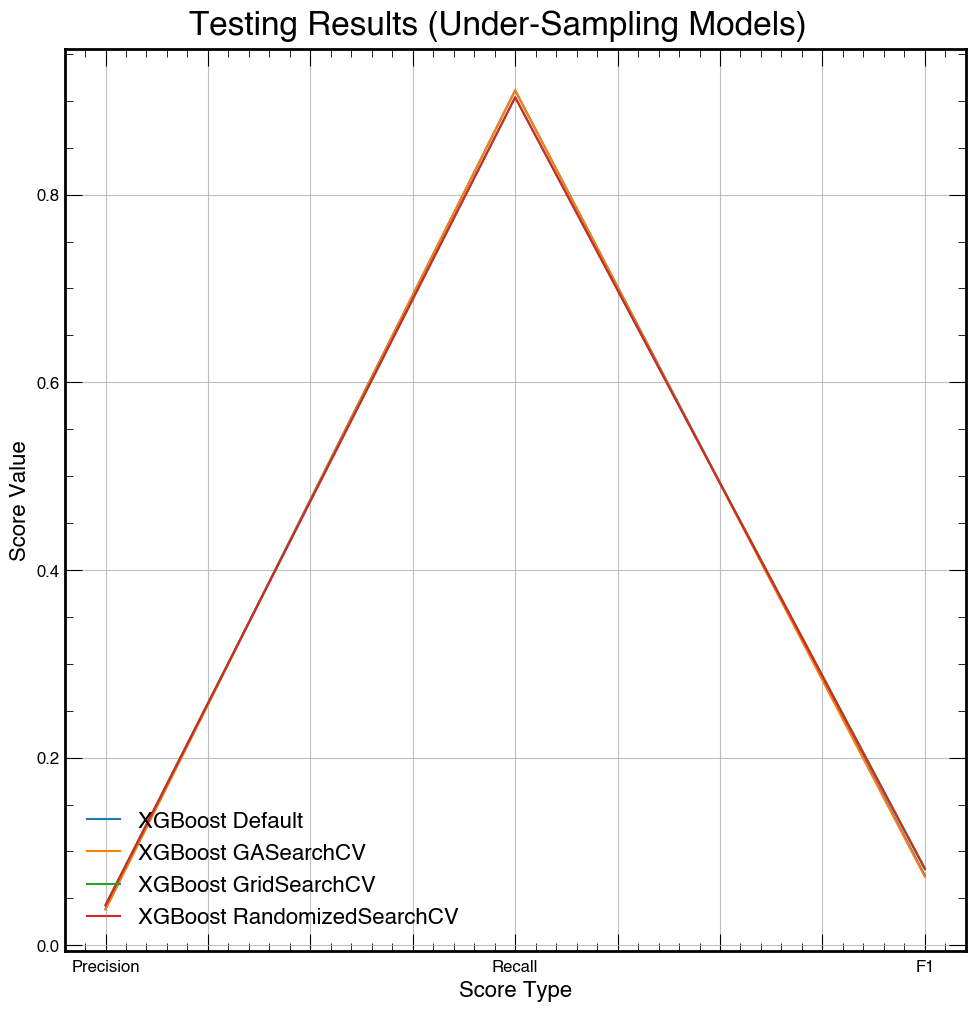 Testing Results (Under-Sampling Models)
Score Value
0.8
0.6
0.4
0.2
0.0
XGBoost Default
XGBoost GASearchCV
XGBoost GridSearchCV
XGBoost RandomizedSearchCV
Precision
Recall
F1
Score Type